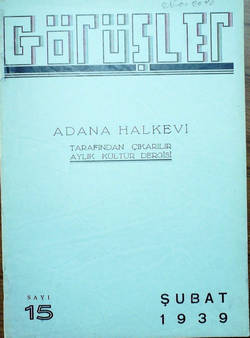 Görüşler
ADANA HALKEVİ
TARAFINDAN ÇIKARILIR
AYLIK KÜLTÜR DERGİSİ
SAYI
15
ŞUBAT
1939